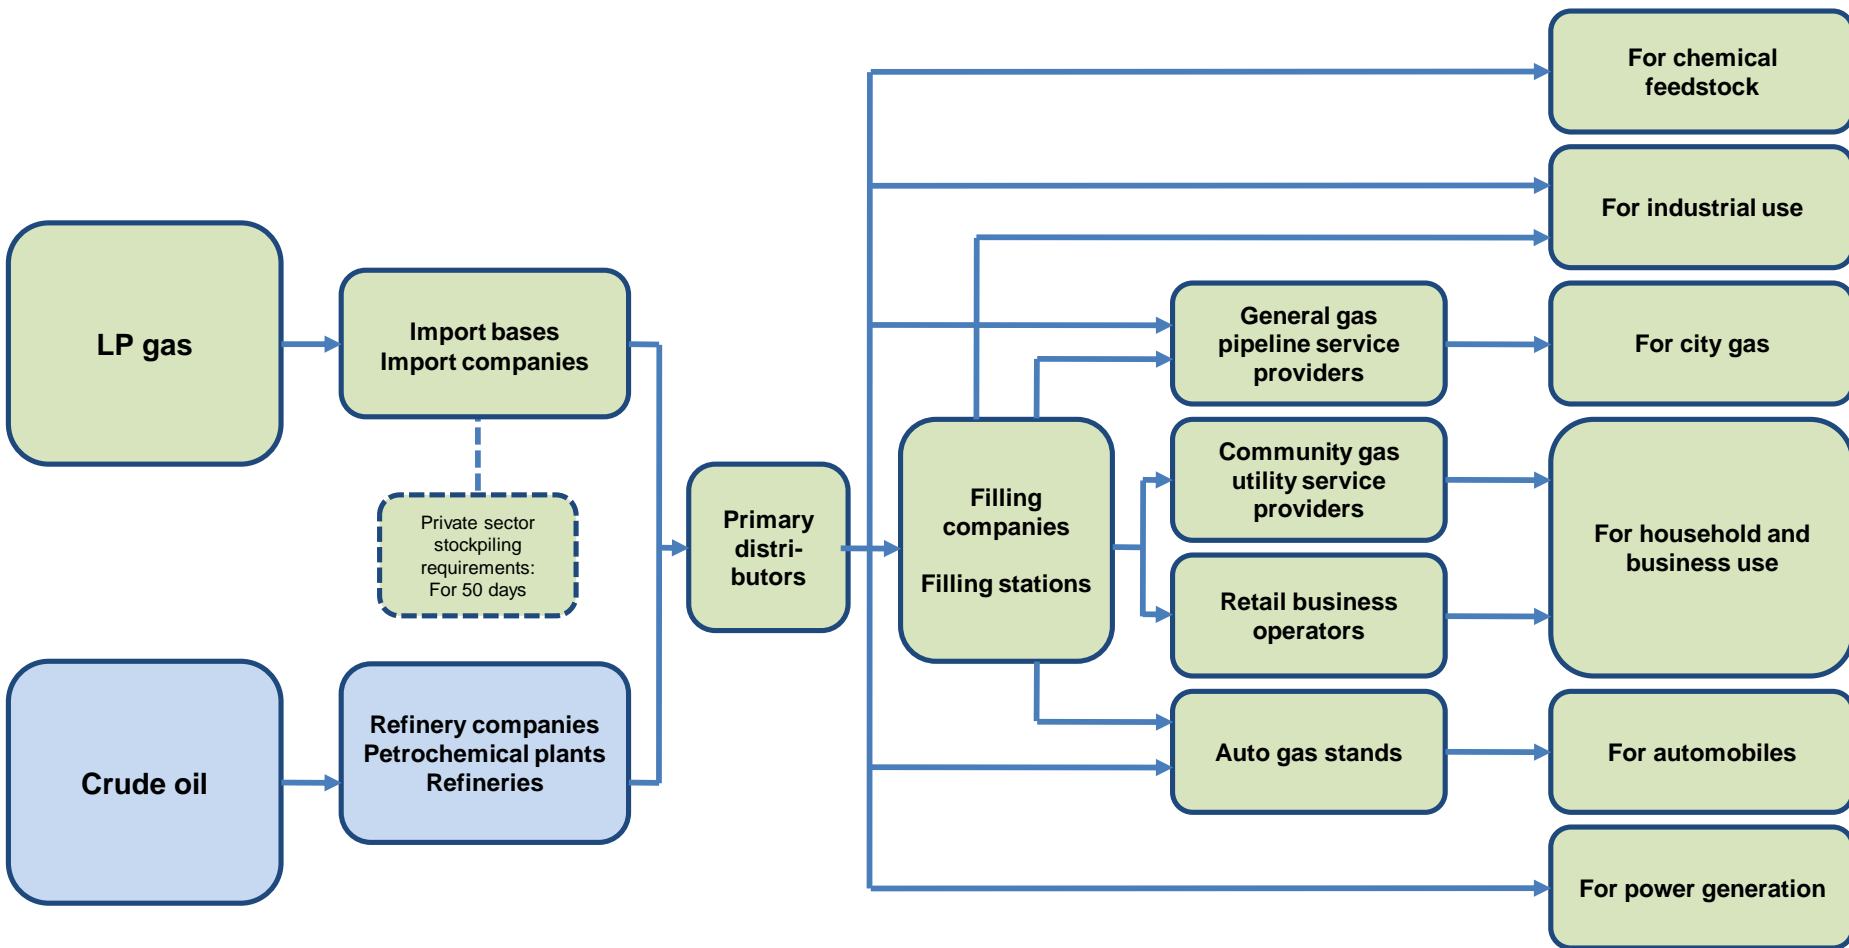 LP gas
Import bases
Import companies
Private sector
stockpiling
requirements:
For 50 days
Crude oil
Refinery companies
Petrochemical plants
Refineries
Primary
distri-
butors
Filling
companies
Filling stations
General gas
pipeline service
providers
Community gas
utility service
providers
Retail business
operators
Auto gas stands
For chemical
feedstock
For industrial use
For city gas
For household and
business use
For automobiles
For power generation